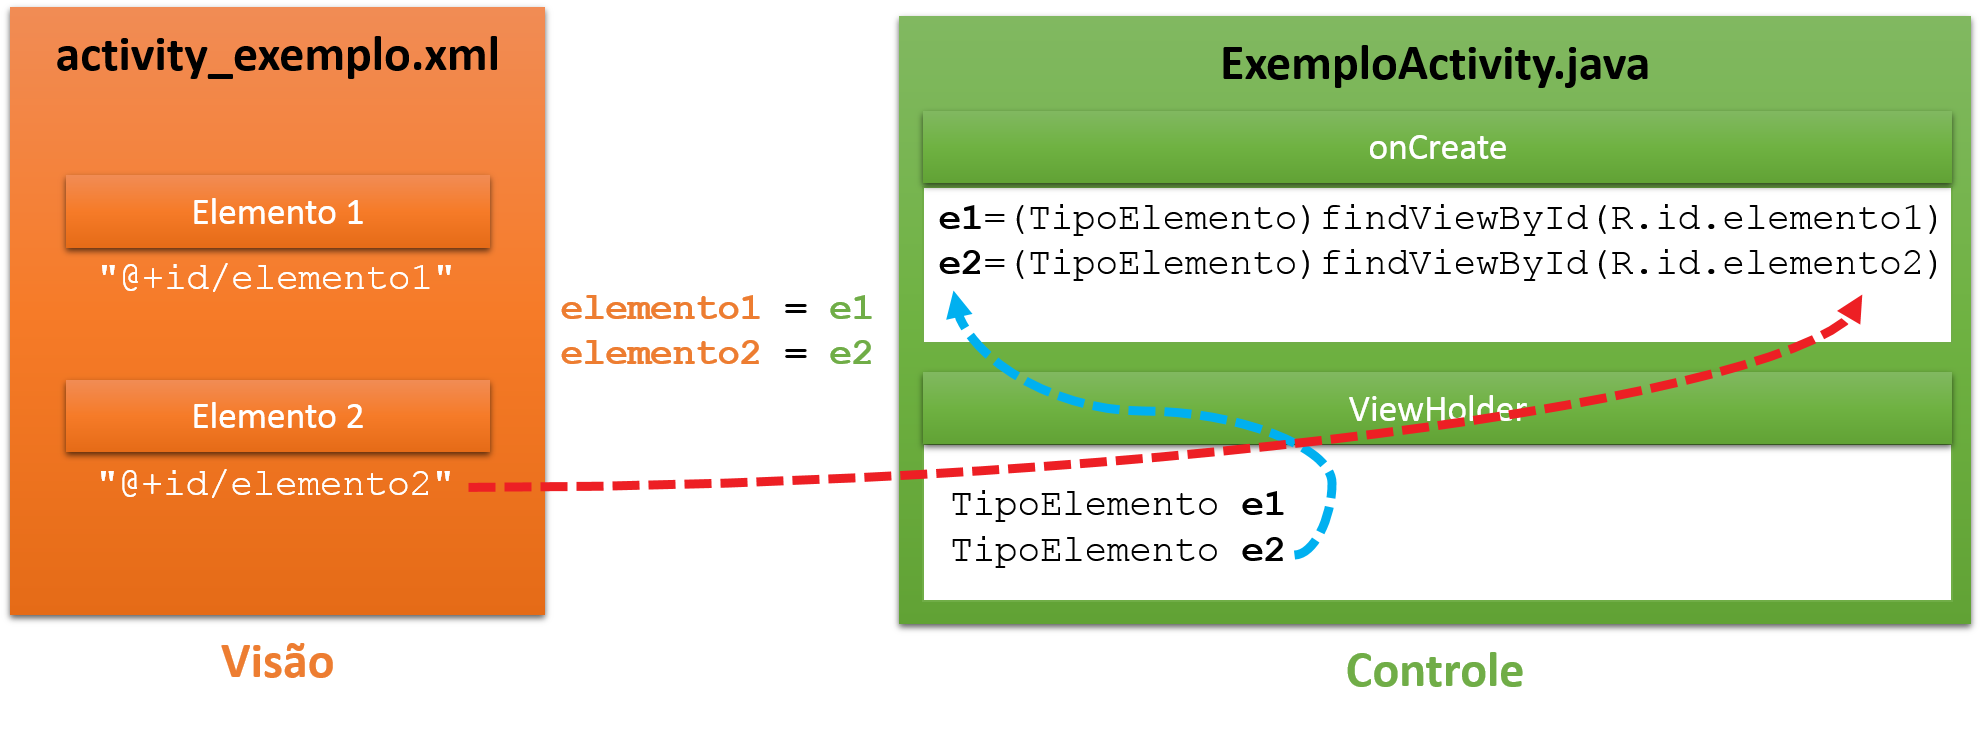 activity_exemplo.xml
Elemento 1
"@+id/elemento1"
Elemento 2
"@+id/elemento2"
Visão
elemento1 = e1
elemento2 = e2
ExemploActivity.java
onCreate
e1=(TipoElemento)findViewById(R.id.elemento1)
e2=(TipoElemento)findViewById(R.id.elemento2)
ViewHolder
TipoElemento e1
TipoElemento e2
Controle